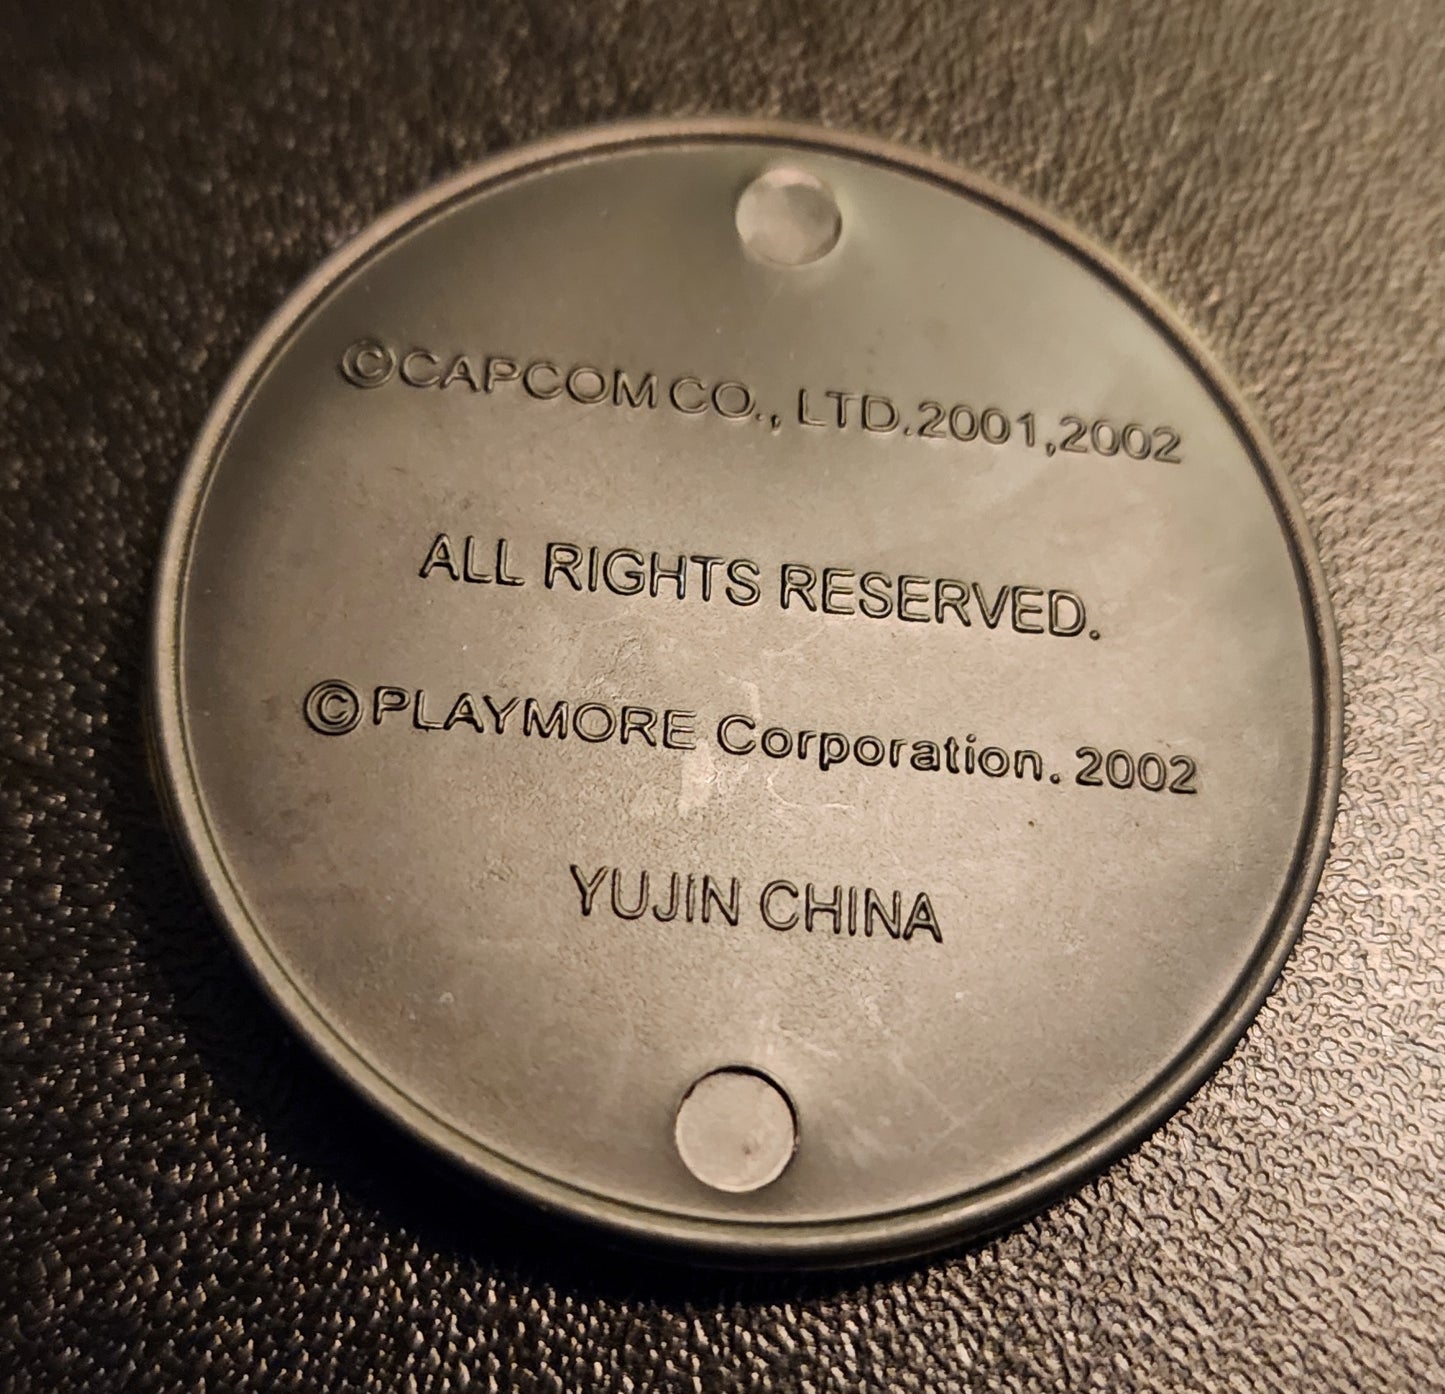 ©CAPCOM CO., LTD.2001,2002
ALL RIGHTS RESERVED.
©PLAYMORE Corporation. 2002
YUJIN CHINA